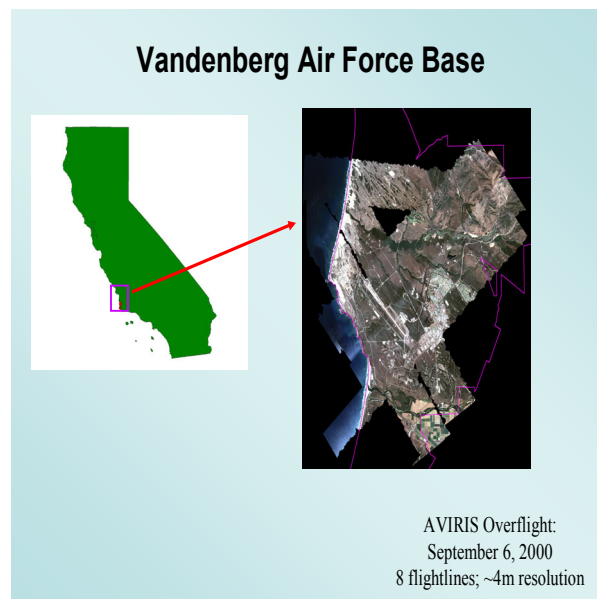 Vandenberg Air Force Base
AVIRIS Overflight:
September 6, 2000
8 flightlines; ~4m resolution